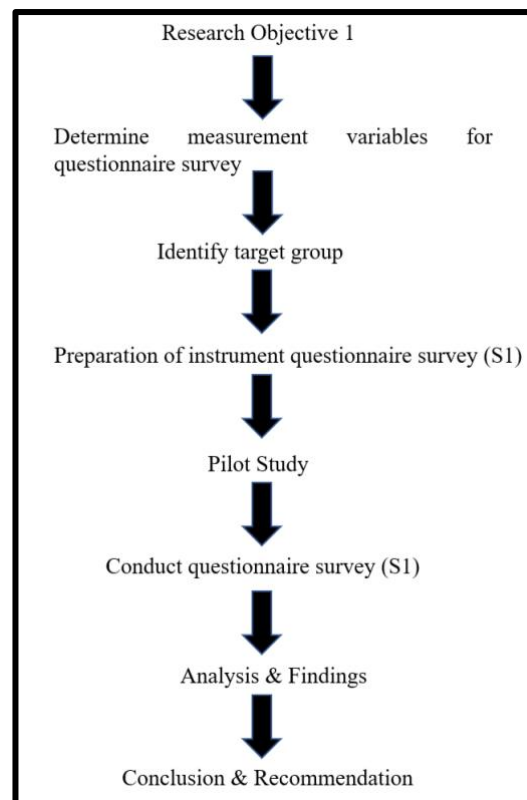 Research Objective 1
Determine measurement variables for
questionnaire survey
Identify target group
Preparation of instrument questionnaire survey (S1)
Pilot Study
Conduct questionnaire survey (S1)
Analysis & Findings
Conclusion & Recommendation